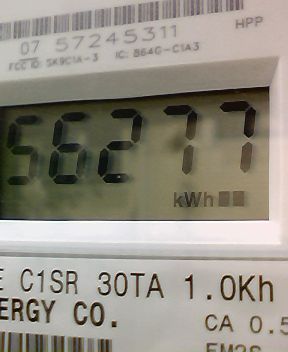 07 57245311
HPP
FCC ID: SK9C1A-3 IC: 864G-C1A3
56277
kWh
E C1SR 30TA 1.0Kh
ERGY CO.
CA 0.5